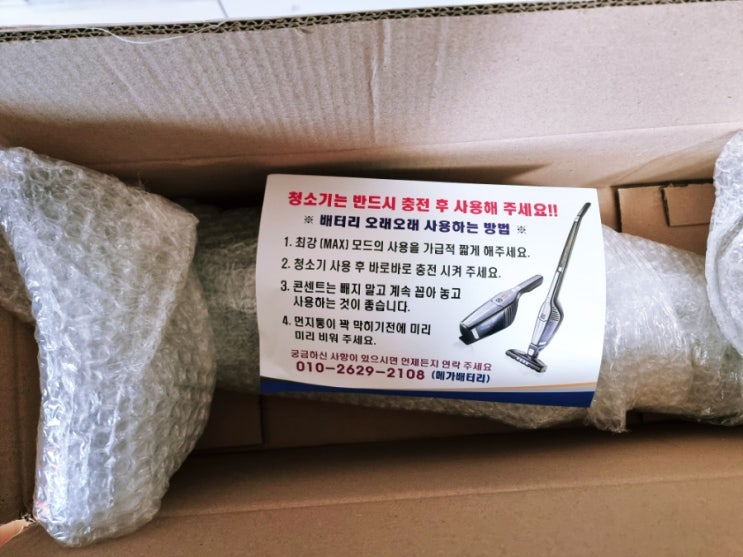 청소기는 반드시 충전 후 사용해 주세요!!
※ 배터리 오래오래 사용하는 방법 ※
1. 최강 (MAX) 모드의 사용을 가급적 짧게 해주세요.
2. 청소기 사용 후 바로바로 충전 시켜 주세요.
3. 콘센트는 빼지 말고 계속 꼽아 놓고
사용하는 것이 좋습니다.
4. 먼지통이 꽉 막히기전에 미리
미리 비워 주세요.
궁금하신 사항이 있으시면 언제든지 연락 주세요
010-2629-2108 (메가배터리)